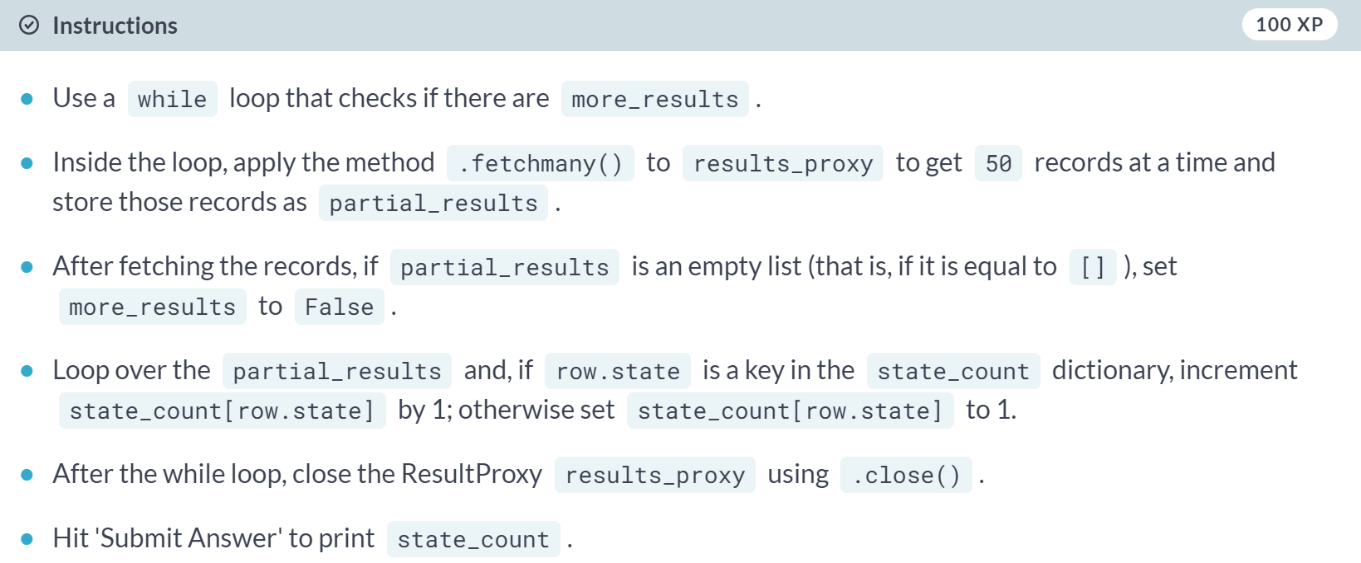 Instructions
100 XP
Use a while loop that checks if there are more_results .
Inside the loop, apply the method .fetchmany() to results_proxy to get 50 records at a time and
store those records as partial_results .
After fetching the records, if partial_results is an empty list (that is, if it is equal to [] ), set
more_results to False .
Loop over the partial_results and, if row.state is a key in the state_count dictionary, increment
state_count[row.state] by 1; otherwise set state_count[row.state] to 1.
After the while loop, close the ResultProxy results_proxy using .close() .
Hit 'Submit Answer' to print state_count .